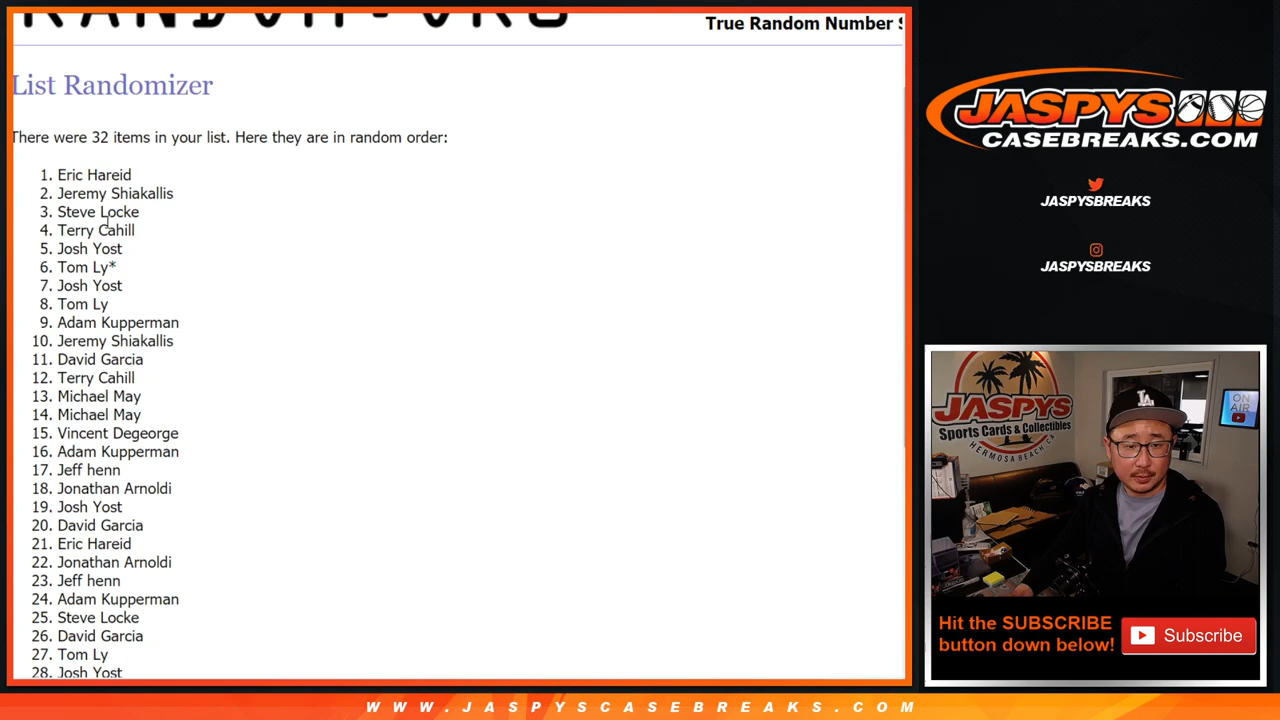 RANDOM.ORG
True Random Number S
List Randomizer
There were 32 items in your list. Here they are in random order:
1. Eric Hareid
2. Jeremy Shiakallis
3. Steve Locke
4. Terry Cahill
5. Josh Yost
6. Tom Ly*
7. Josh Yost
8. Tom Ly
9. Adam Kupperman
10. Jeremy Shiakallis
11. David Garcia
12. Terry Cahill
13. Michael May
14. Michael May
15. Vincent Degeorge
16. Adam Kupperman
17. Jeff henn
18. Jonathan Arnoldi
19. Josh Yost
20. David Garcia
21. Eric Hareid
22. Jonathan Arnoldi
23. Jeff henn
24. Adam Kupperman
25. Steve Locke
26. David Garcia
27. Tom Ly
28. Josh Yost
JASPYS
CASEBREAKS.COM
JASPYSBREAKS
JASPYSBREAKS
JASPYS
Sports Cards & Collectibles
HERMOSA BEACH, CA
LA
ON
AIR
Hit the SUBSCRIBE
button down below!
Subscribe
WWW.JASPYSCASEBREAKS.COM